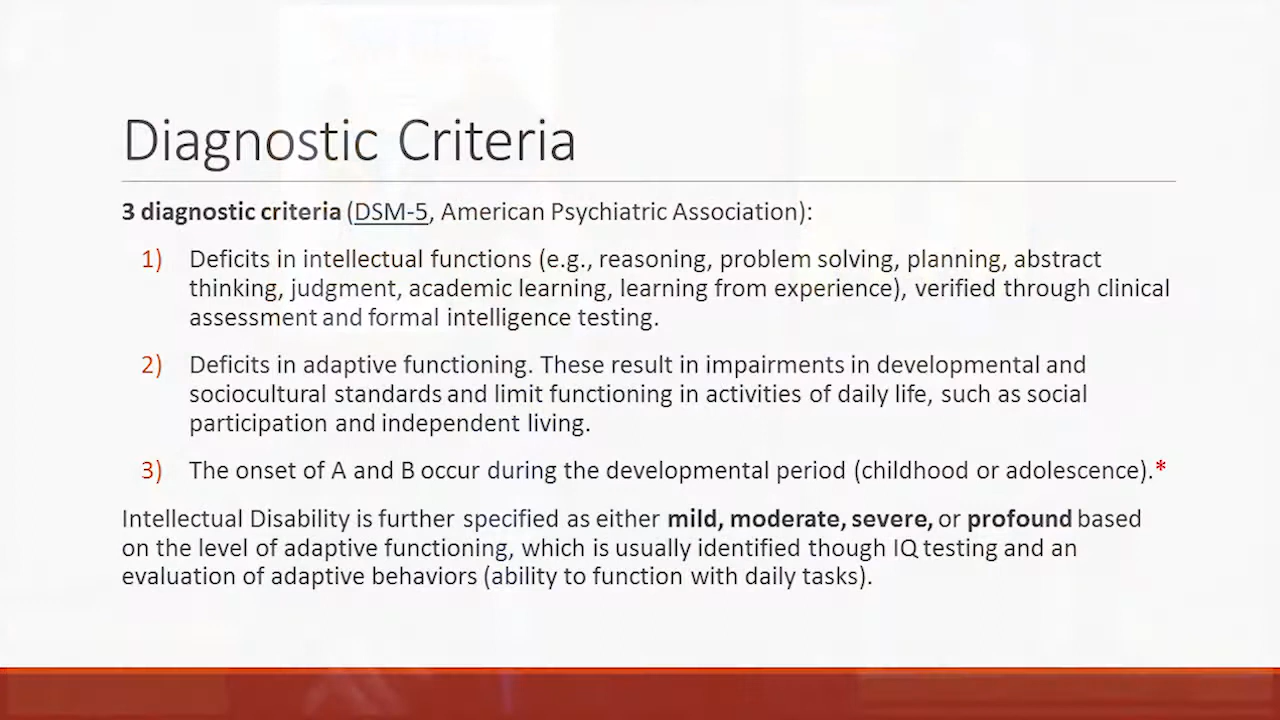 Diagnostic Criteria
3 diagnostic criteria (DSM-5, American Psychiatric Association):
1) Deficits in intellectual functions (e.g., reasoning, problem solving, planning, abstract
thinking, judgment, academic learning, learning from experience), verified through clinical
assessment and formal intelligence testing.
2) Deficits in adaptive functioning. These result in impairments in developmental and
sociocultural standards and limit functioning in activities of daily life, such as social
participation and independent living.
3) The onset of A and B occur during the developmental period (childhood or adolescence).*
Intellectual Disability is further specified as either mild, moderate, severe, or profound based
on the level of adaptive functioning, which is usually identified though IQ testing and an
evaluation of adaptive behaviors (ability to function with daily tasks).